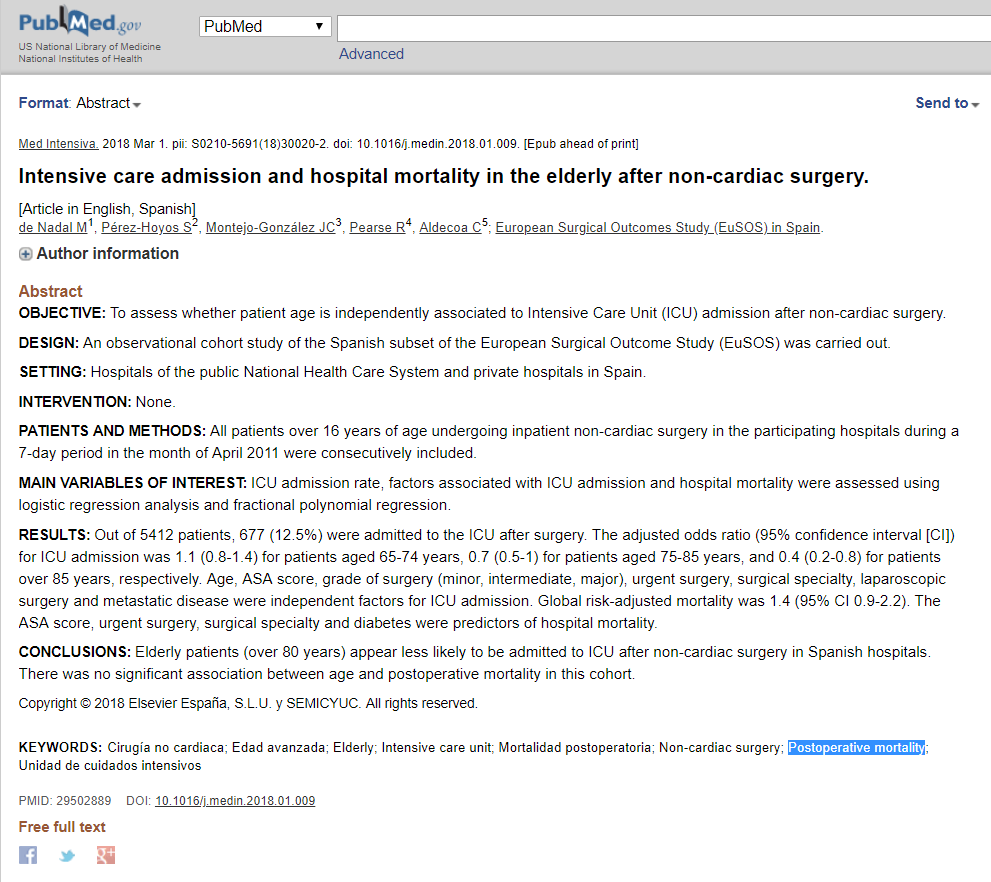 PubMed.gov
US National Library of Medicine
National Institutes of Health
PubMed ▼
Advanced
Format: Abstract
Send to
Med Intensiva. 2018 Mar 1. pii: S0210-5691(18)30020-2. doi: 10.1016/j.medin.2018.01.009. [Epub ahead of print]
Intensive care admission and hospital mortality in the elderly after non-cardiac surgery.
[Article in English, Spanish]
de Nadal M1, Pérez-Hoyos S2, Montejo-González JC3, Pearse R4, Aldecoa C5; European Surgical Outcomes Study (EuSOS) in Spain.
Author information
Abstract
OBJECTIVE: To assess whether patient age is independently associated to Intensive Care Unit (ICU) admission after non-cardiac surgery.
DESIGN: An observational cohort study of the Spanish subset of the European Surgical Outcome Study (EuSOS) was carried out.
SETTING: Hospitals of the public National Health Care System and private hospitals in Spain.
INTERVENTION: None.
PATIENTS AND METHODS: All patients over 16 years of age undergoing inpatient non-cardiac surgery in the participating hospitals during a
7-day period in the month of April 2011 were consecutively included.
MAIN VARIABLES OF INTEREST: ICU admission rate, factors associated with ICU admission and hospital mortality were assessed using
logistic regression analysis and fractional polynomial regression.
RESULTS: Out of 5412 patients, 677 (12.5%) were admitted to the ICU after surgery. The adjusted odds ratio (95% confidence interval [CI])
for ICU admission was 1.1 (0.8-1.4) for patients aged 65-74 years, 0.7 (0.5-1) for patients aged 75-85 years, and 0.4 (0.2-0.8) for patients
over 85 years, respectively. Age, ASA score, grade of surgery (minor, intermediate, major), urgent surgery, surgical specialty, laparoscopic
surgery and metastatic disease were independent factors for ICU admission. Global risk-adjusted mortality was 1.4 (95% CI 0.9-2.2). The
ASA score, urgent surgery, surgical specialty and diabetes were predictors of hospital mortality.
CONCLUSIONS: Elderly patients (over 80 years) appear less likely to be admitted to ICU after non-cardiac surgery in Spanish hospitals.
There was no significant association between age and postoperative mortality in this cohort.
Copyright © 2018 Elsevier España, S.L.U. y SEMICYUC. All rights reserved.
KEYWORDS: Cirugía no cardiaca; Edad avanzada; Elderly; Intensive care unit; Mortalidad postoperatoria; Non-cardiac surgery; Postoperative mortality;
Unidad de cuidados intensivos
PMID: 29502889 DOI: 10.1016/j.medin.2018.01.009
Free full text